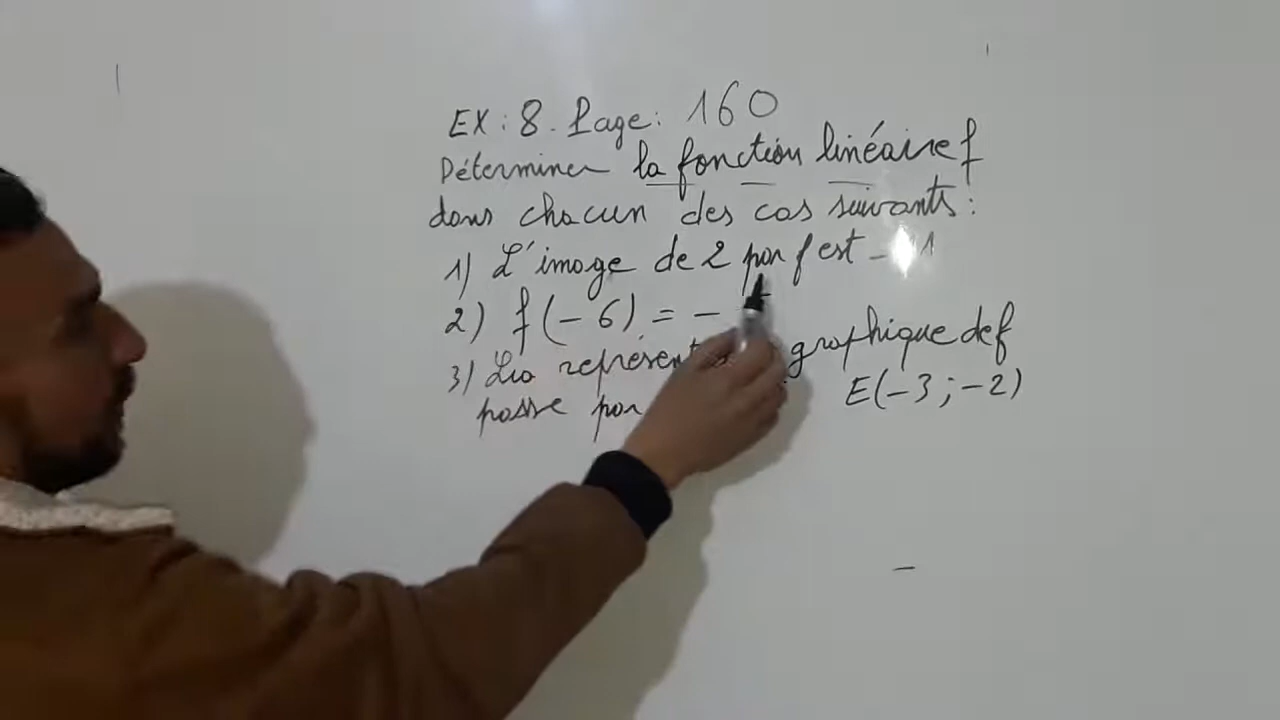 EX : 8. Page : 160
Déterminer la fonction linéaire f
dans chacun des cas suivants :
1) L'image de 2 par f est - 1
2) f (- 6) = -
3) La graphique de f
passe par E(-3 ; -2)